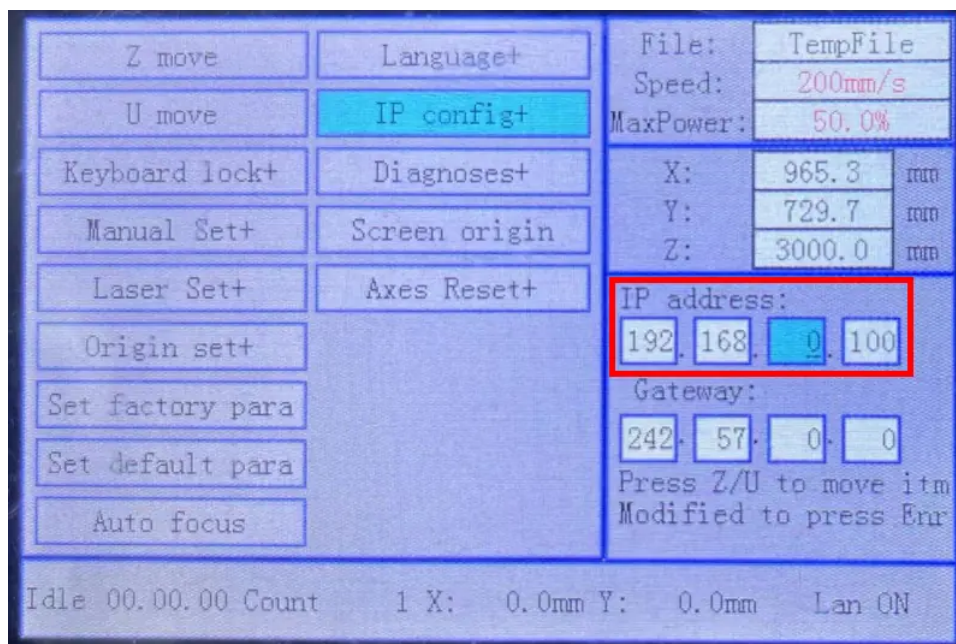 Z move
U move
Keyboard lock+
Manual Set+
Laser Set+
Origin set+
Set factory para
Set default para
Auto focus
Language+
IP config+
Diagnoses+
Screen origin
Axes Reset+
File: TempFile
Speed: 200mm/s
MaxPower: 50.0%
X: 965.3 mm
Y: 729.7 mm
Z: 3000.0 mm
IP address:
192. 168. 0. 100
Gateway:
242. 57. 0. 0
Press Z/U to move itm
Modified to press Enr
Idle 00.00.00 Count 1 X: 0.0mm Y: 0.0mm Lan ON